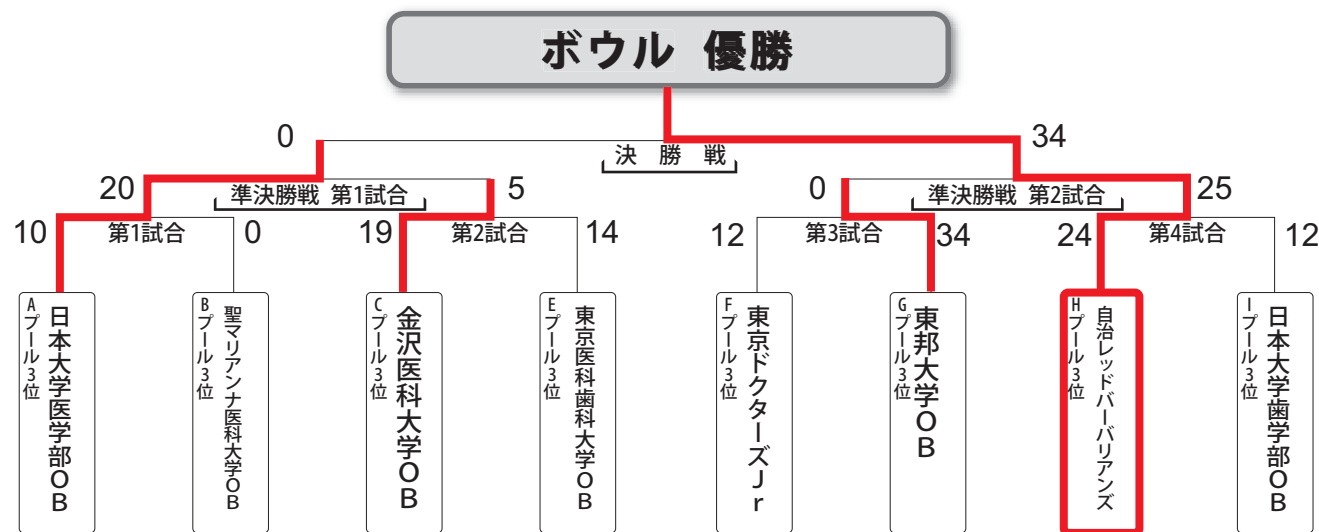 ボウル 優勝
0
34
決 勝 戦
20
準決勝戦 第1試合
5
0
準決勝戦 第2試合
25
10
第1試合
0
19
第2試合
14
12
第3試合
34
24
第4試合
12
Aプール3位
日本大学医学部OB
Bプール3位
聖マリアンナ医科大学OB
Cプール3位
金沢医科大学OB
Eプール3位
東京医科歯科大学OB
Fプール3位
東京ドクターズJr
Gプール3位
東邦大学OB
Hプール3位
自治レッドバーバリアンズ
Iプール3位
日本大学歯学部OB